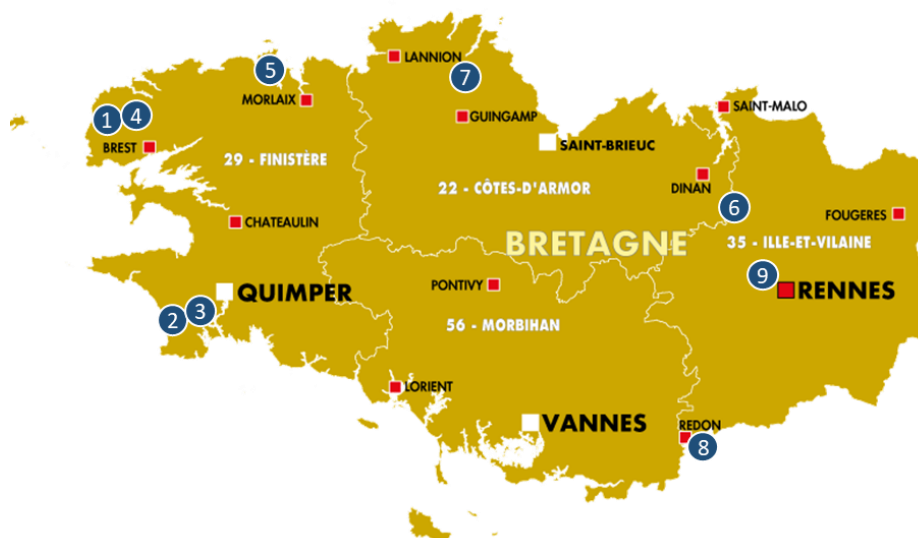 LANNION
5
7
MORLAIX
SAINT-MALO
1
4
GUINGAMP
BREST
SAINT-BRIEUC
29 - FINISTÈRE
DINAN
22 - CÔTES-D'ARMOR
6
FOUGERES
CHATEAULIN
BRETAGNE
35 - ILLE-ET-VILAINE
9
QUIMPER
PONTIVY
RENNES
2
3
56 - MORBIHAN
LORIENT
VANNES
REDON
8